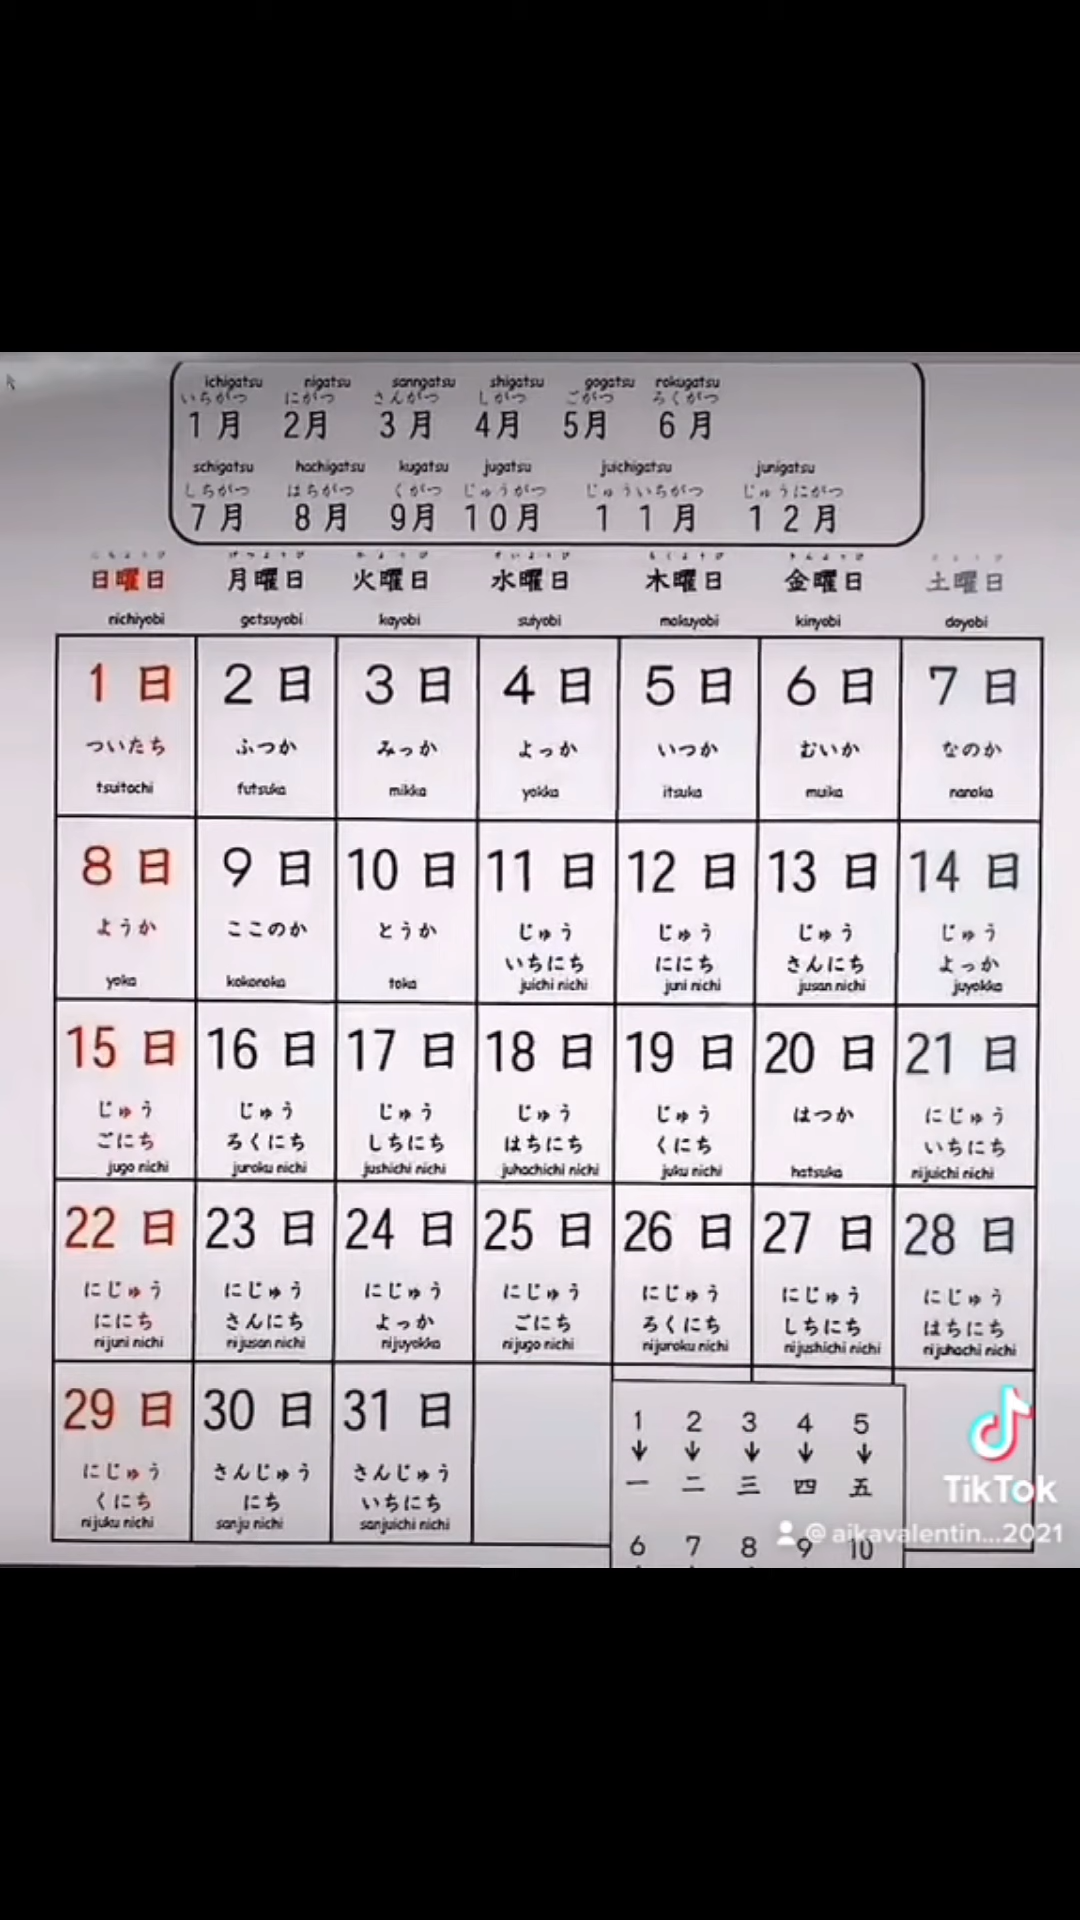 ichigatsu nigatsu sanngatsu shigatsu gogatsu rokugatsu
いちがつ にがつ さんがつ しがつ ごがつ ろくがつ
1月 2月 3月 4月 5月 6月
schigatsu hachigatsu kugatsu jugatsu juichigatsu junigatsu
しちがつ はちがつ くがつ じゅうがつ じゅういちがつ じゅうにがつ
7月 8月 9月 10月 11月 12月
日曜日 月曜日 火曜日 水曜日 木曜日 金曜日 土曜日
nichiyobi getsuyobi kayobi suiyobi mokuyobi kinyobi doyobi
1日 2日 3日 4日 5日 6日 7日
ついたち ふつか みっか よっか いつか むいか なのか
tsuitachi futsuka mikka yokka itsuka muika nanoka
8日 9日 10日 11日 12日 13日 14日
ようか ここのか とうか じゅう じゅう じゅう じゅう
いちにち ににち さんにち よっか
yoka kokonoka toka juichi nichi juni nichi jusan nichi juyokka
15日 16日 17日 18日 19日 20日 21日
じゅう じゅう じゅう じゅう じゅう はつか にじゅう
ごにち ろくにち しちにち はちにち くにち いちにち
jugo nichi juroku nichi jushichi nichi juhachichi nichi juku nichi hatsuka nijuichi nichi
22日 23日 24日 25日 26日 27日 28日
にじゅう にじゅう にじゅう にじゅう にじゅう にじゅう にじゅう
ににち さんにち よっか ごにち ろくにち しちにち はちにち
nijuni nichi nijusan nichi nijuyokka nijugo nichi nijuroku nichi nijushichi nichi nijuhachi nichi
29日 30日 31日
にじゅう さんじゅう さんじゅう
くにち にち いちにち
nijuku nichi sanju nichi sanjuichi nichi
1 2 3 4 5
一 二 三 四 五
6 7 8 9 10
TikTok
@aikavalentin...2021